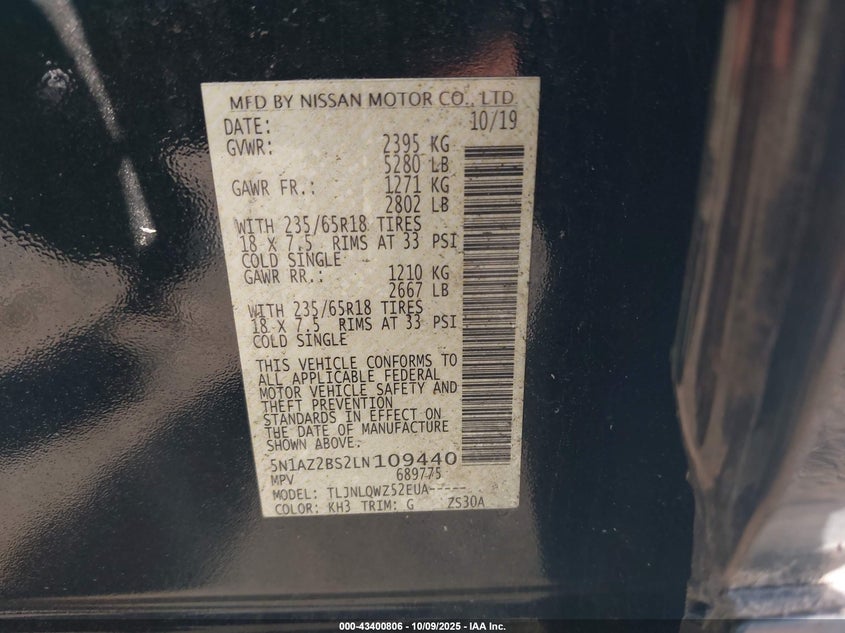 MFD BY NISSAN MOTOR CO., LTD.
DATE: 10/19
GVWR: 2395 KG
5280 LB
GAWR FR.: 1271 KG
2802 LB
WITH 235/65R18 TIRES
18 X 7.5 RIMS AT 33 PSI
COLD SINGLE
GAWR RR.: 1210 KG
2667 LB
WITH 235/65R18 TIRES
18 X 7.5 RIMS AT 33 PSI
COLD SINGLE
THIS VEHICLE CONFORMS TO
ALL APPLICABLE FEDERAL
MOTOR VEHICLE SAFETY AND
THEFT PREVENTION
STANDARDS IN EFFECT ON
THE DATE OF MANUFACTURE
SHOWN ABOVE.
5N1AZ2BS2LN109440
MPV 689775
MODEL: TLJNLQWZ52EUA-----
COLOR: KH3 TRIM: G ZS30A
000-43400806 - 10/09/2025 - IAA Inc.